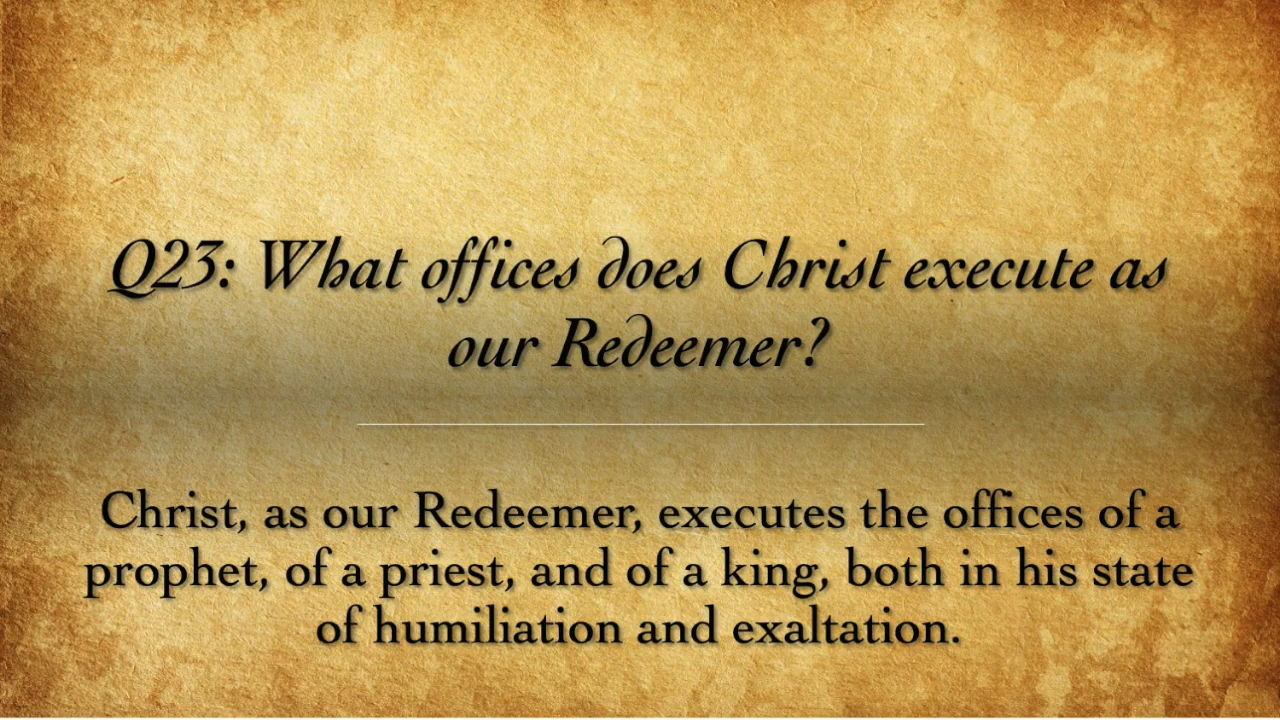 Q23: What offices does Christ execute as
our Redeemer?
Christ, as our Redeemer, executes the offices of a
prophet, of a priest, and of a king, both in his state
of humiliation and exaltation.